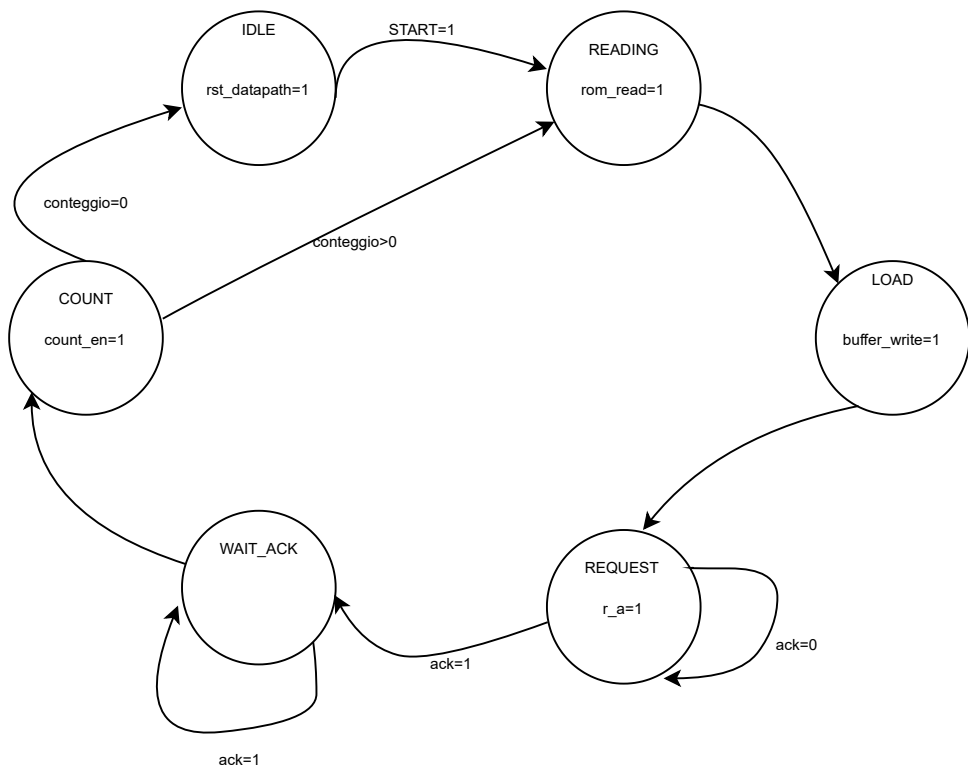 IDLE
rst_datapath=1
START=1
READING
rom_read=1
conteggio=0
conteggio>0
LOAD
buffer_write=1
COUNT
count_en=1
WAIT_ACK
REQUEST
r_a=1
ack=0
ack=1
ack=1